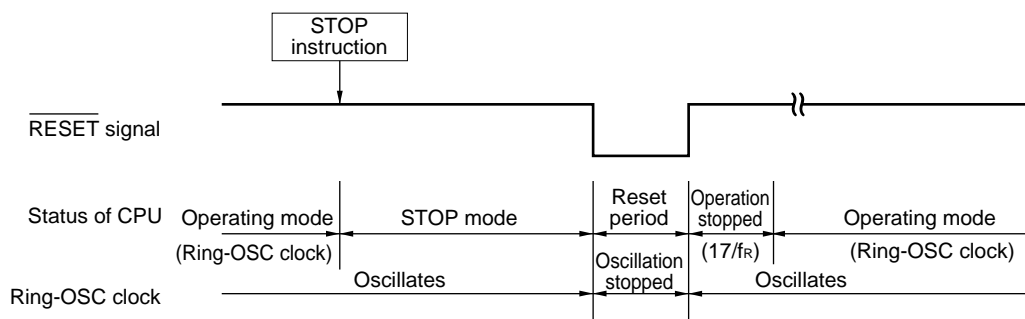 STOP
instruction
RESET signal
Status of CPU
Operating mode
(Ring-OSC clock)
STOP mode
Reset
period
Operation
stopped
(17/fR)
Operating mode
(Ring-OSC clock)
Ring-OSC clock
Oscillates
Oscillation
stopped
Oscillates